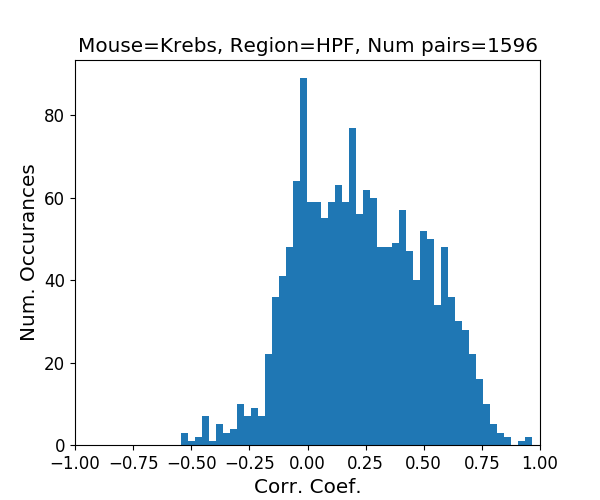 Mouse=Krebs, Region=HPF, Num pairs=1596
80
60
40
20
0
Num. Occurances
−1.00 −0.75 −0.50 −0.25 0.00 0.25 0.50 0.75 1.00
Corr. Coef.